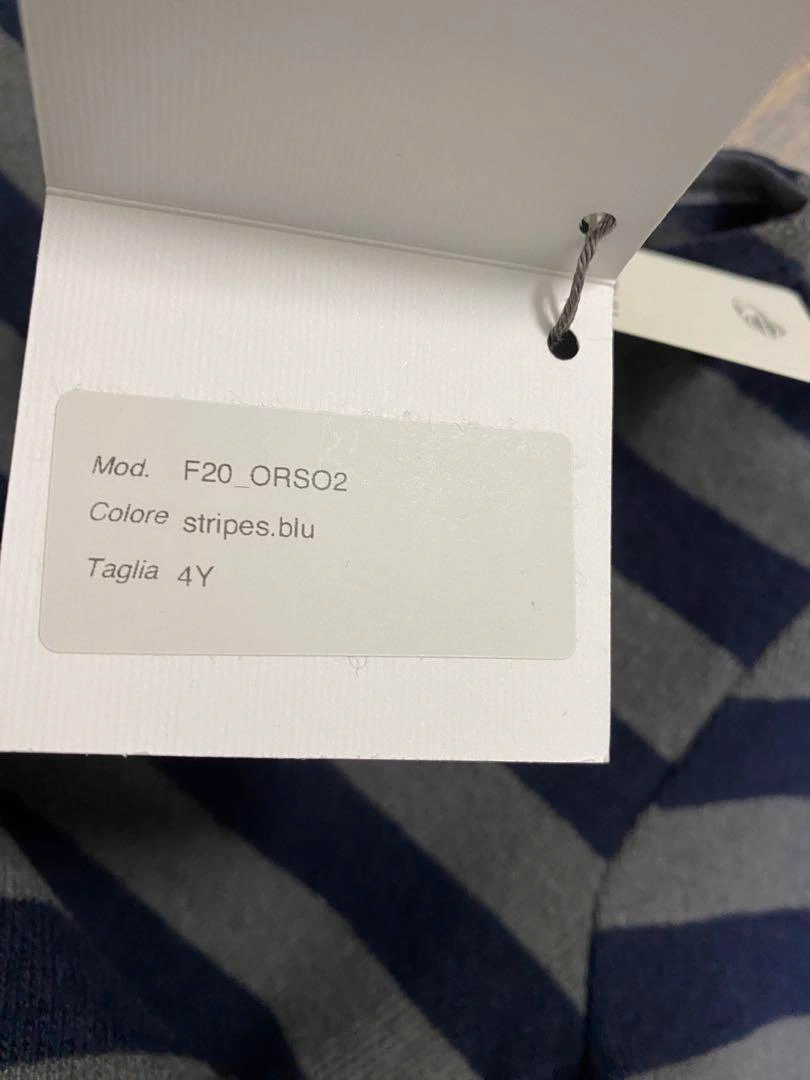 Mod. F20_ORSO2
Colore stripes.blu
Taglia 4Y